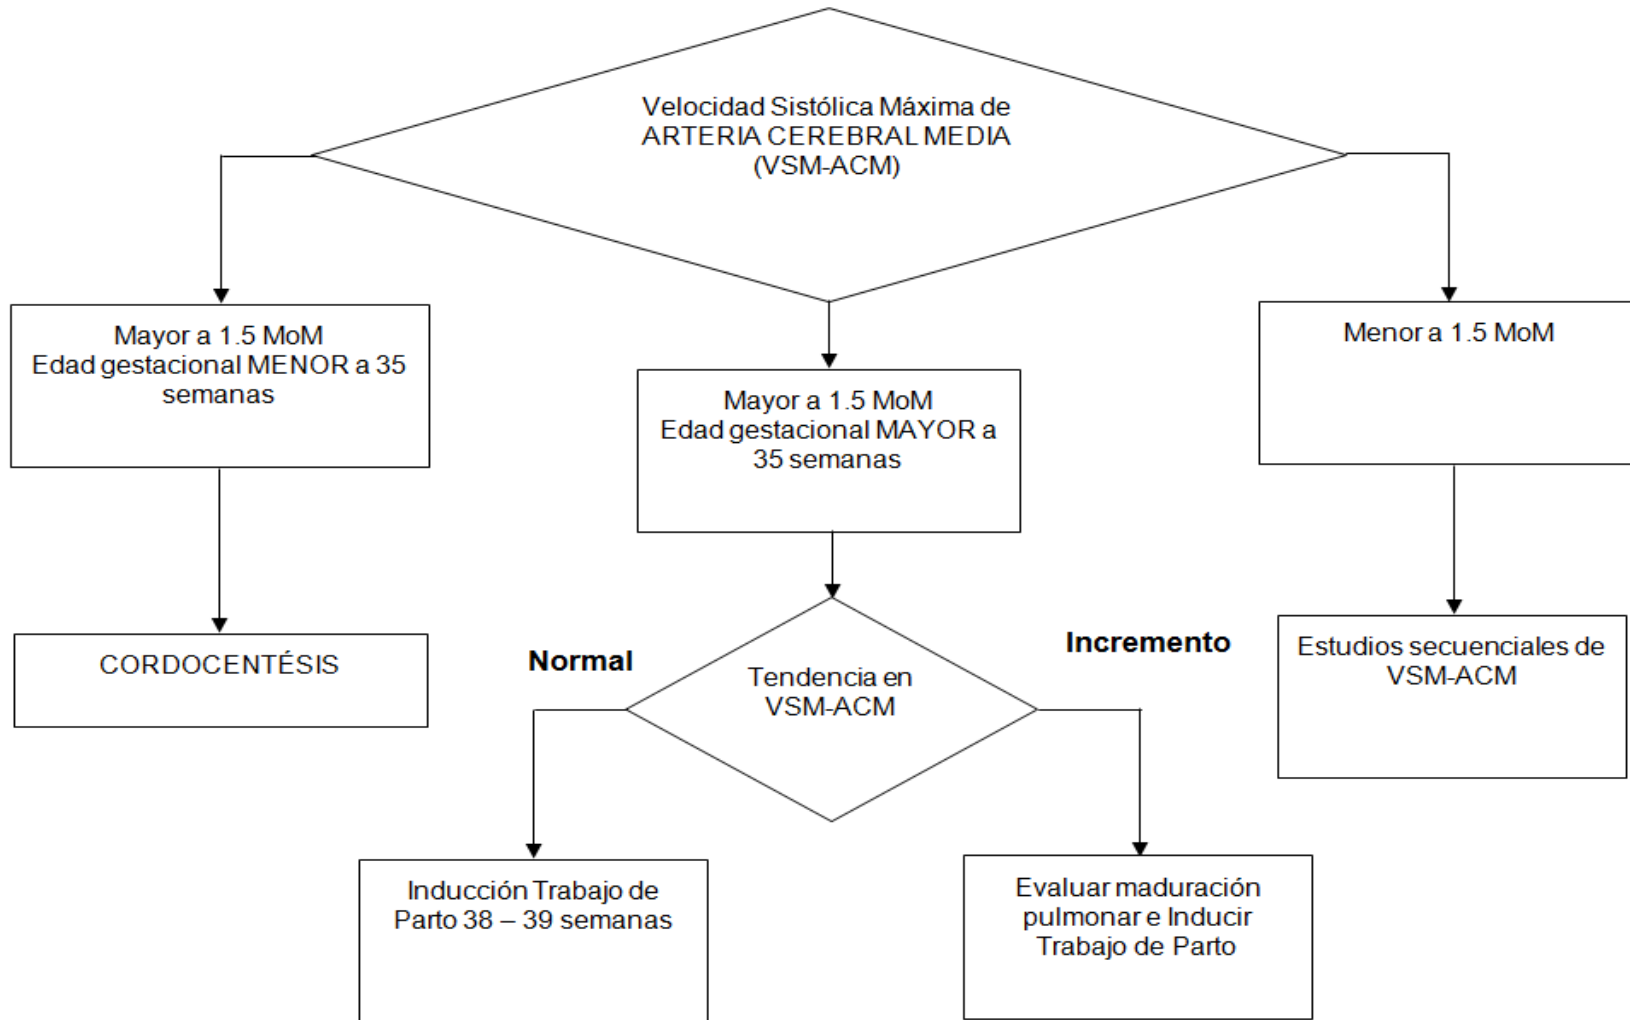 Velocidad Sistólica Máxima de
ARTERIA CEREBRAL MEDIA
(VSM-ACM)
Mayor a 1.5 MoM
Edad gestacional MENOR a 35
semanas
Mayor a 1.5 MoM
Edad gestacional MAYOR a
35 semanas
Menor a 1.5 MoM
CORDOCENTÉSIS
Normal
Tendencia en
VSM-ACM
Incremento
Estudios secuenciales de
VSM-ACM
Inducción Trabajo de
Parto 38 – 39 semanas
Evaluar maduración
pulmonar e Inducir
Trabajo de Parto